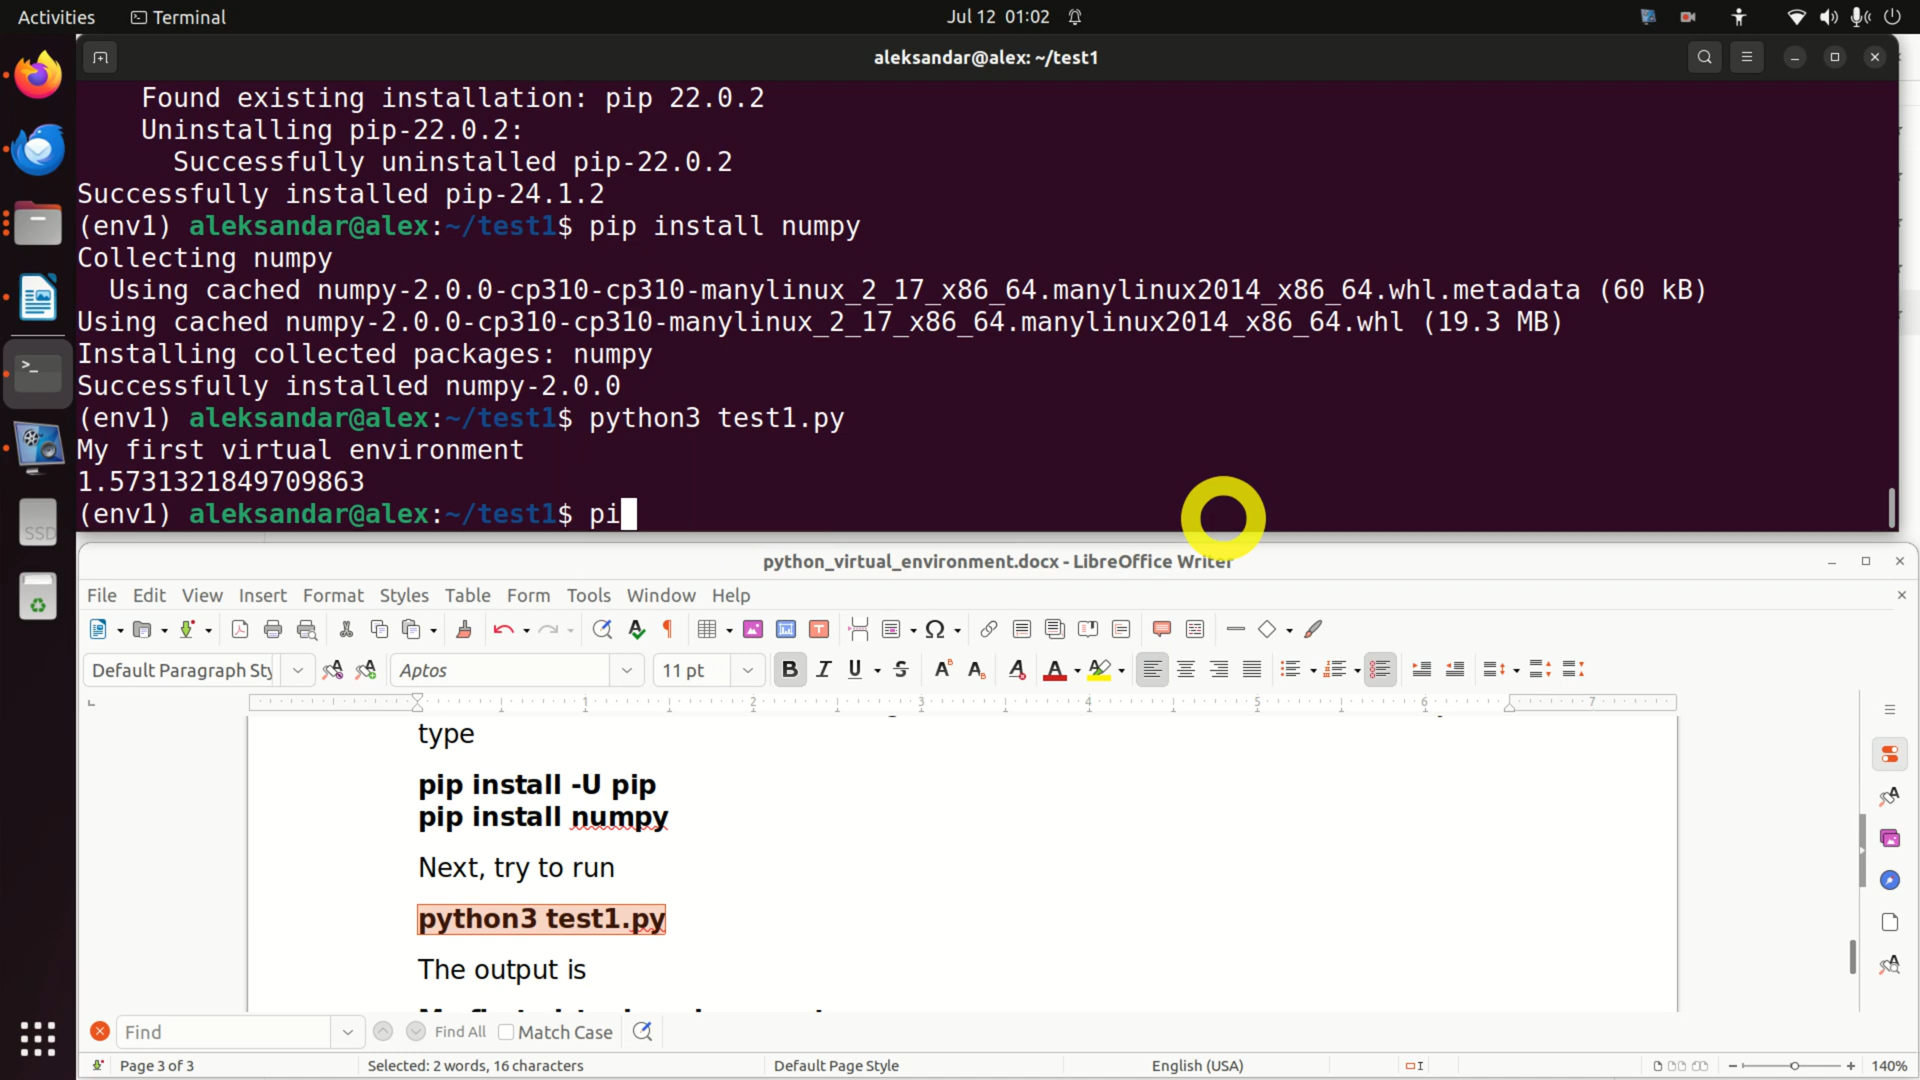 Activities
Terminal
Jul 12 01:02
aleksandar@alex: ~/test1
Found existing installation: pip 22.0.2
Uninstalling pip-22.0.2:
Successfully uninstalled pip-22.0.2
Successfully installed pip-24.1.2
(env1) aleksandar@alex:~/test1$ pip install numpy
Collecting numpy
Using cached numpy-2.0.0-cp310-cp310-manylinux_2_17_x86_64.manylinux2014_x86_64.whl.metadata (60 kB)
Using cached numpy-2.0.0-cp310-cp310-manylinux_2_17_x86_64.manylinux2014_x86_64.whl (19.3 MB)
Installing collected packages: numpy
Successfully installed numpy-2.0.0
(env1) aleksandar@alex:~/test1$ python3 test1.py
My first virtual environment
1.5731321849709863
(env1) aleksandar@alex:~/test1$ pi
SSD
python_virtual_environment.docx - LibreOffice Writer
File Edit View Insert Format Styles Table Form Tools Window Help
Default Paragraph Sty
Aptos
11 pt
1 2 3 4 5 6 7
type
pip install -U pip
pip install numpy
Next, try to run
python3 test1.py
The output is
Find
Find All
Match Case
Page 3 of 3
Selected: 2 words, 16 characters
Default Page Style
English (USA)
140%